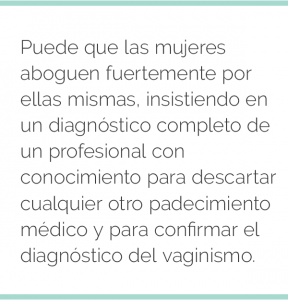 Puede que las mujeres
aboguen fuertemente por
ellas mismas, insistiendo en
un diagnóstico completo de
un profesional con
conocimiento para descartar
cualquier otro padecimiento
médico y para confirmar el
diagnóstico del vaginismo.